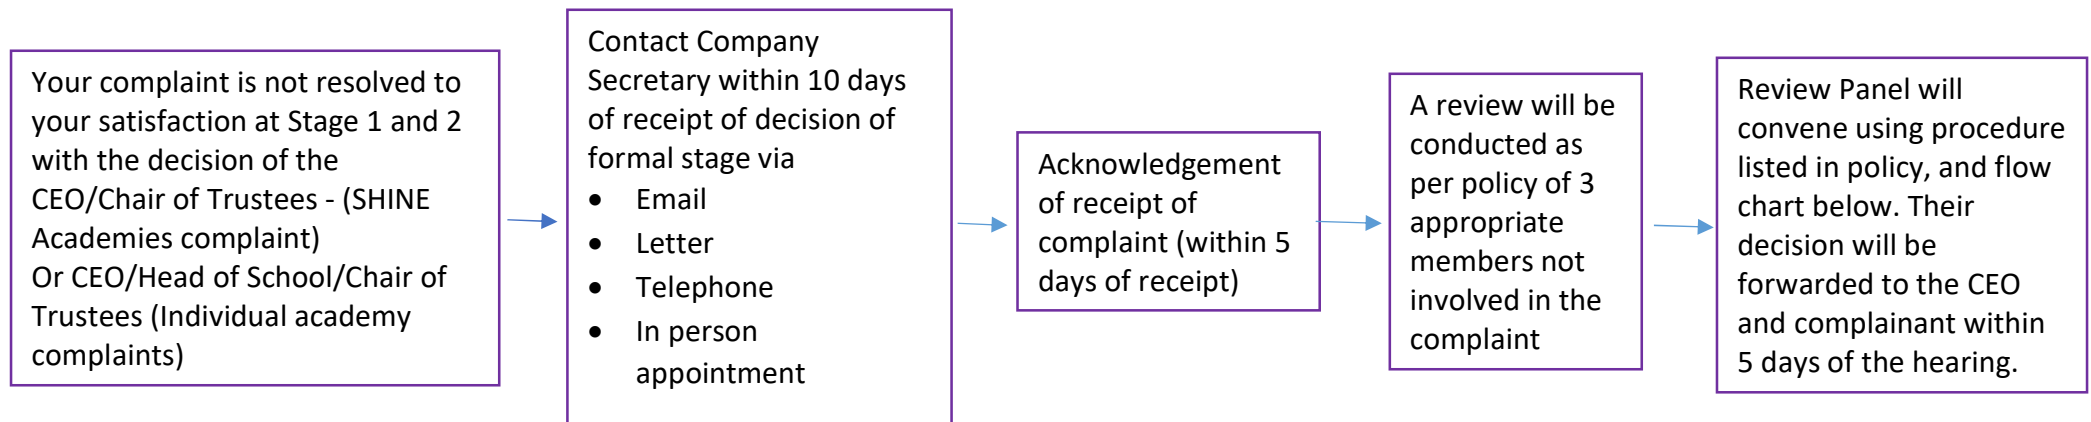 Your complaint is not resolved to
your satisfaction at Stage 1 and 2
with the decision of the
CEO/Chair of Trustees - (SHINE
Academies complaint)
Or CEO/Head of School/Chair of
Trustees (Individual academy
complaints)
Contact Company
Secretary within 10 days
of receipt of decision of
formal stage via
• Email
• Letter
• Telephone
• In person
appointment
Acknowledgement
of receipt of
complaint (within 5
days of receipt)
A review will be
conducted as
per policy of 3
appropriate
members not
involved in the
complaint
Review Panel will
convene using procedure
listed in policy, and flow
chart below. Their
decision will be
forwarded to the CEO
and complainant within
5 days of the hearing.